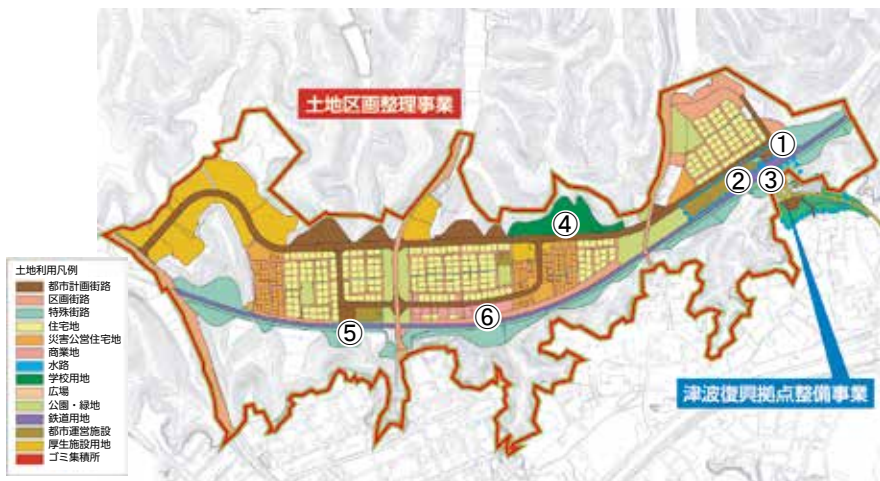 土地区画整理事業
①
②
③
④
⑤
⑥
土地利用凡例
都市計画街路
区画街路
特殊街路
住宅地
災害公営住宅地
商業地
水路
学校用地
広場
公園・緑地
鉄道用地
都市運営施設
厚生施設用地
ゴミ集積所
津波復興拠点整備事業